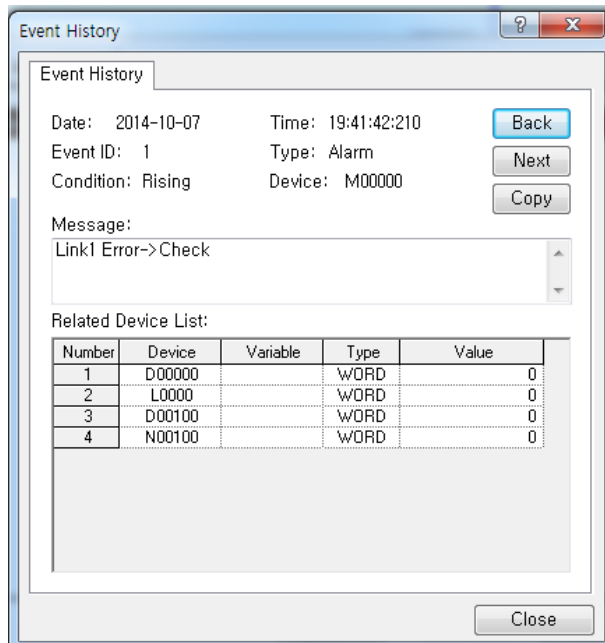 Event History
Event History
Date: 2014-10-07 Time: 19:41:42:210 Back
Event ID: 1 Type: Alarm Next
Condition: Rising Device: M00000 Copy
Message:
Link1 Error->Check
Related Device List:
Number Device Variable Type Value
1 D00000 WORD 0
2 L0000 WORD 0
3 D00100 WORD 0
4 N00100 WORD 0
Close